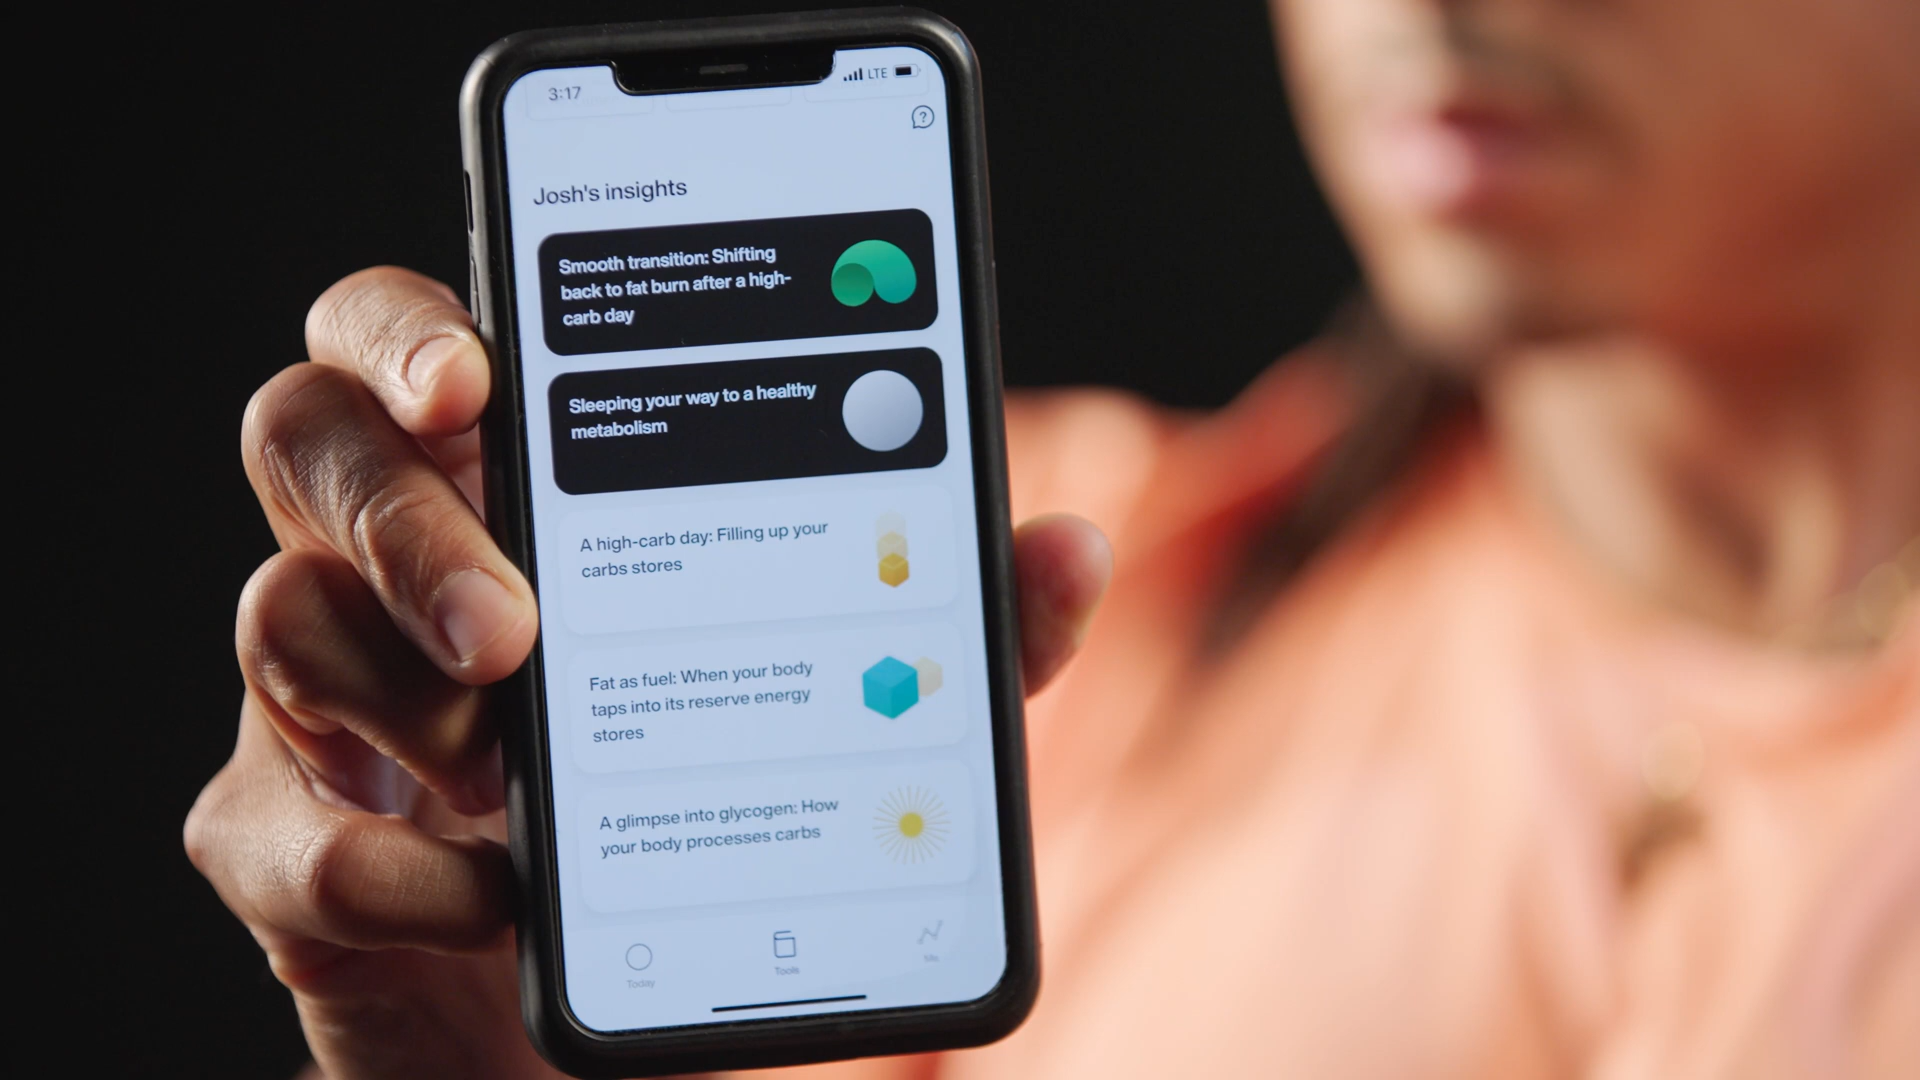 3:17
LTE
?
Josh's insights
Smooth transition: Shifting
back to fat burn after a high-
carb day
Sleeping your way to a healthy
metabolism
A high-carb day: Filling up your
carbs stores
Fat as fuel: When your body
taps into its reserve energy
stores
A glimpse into glycogen: How
your body processes carbs
Today
Tools
Me